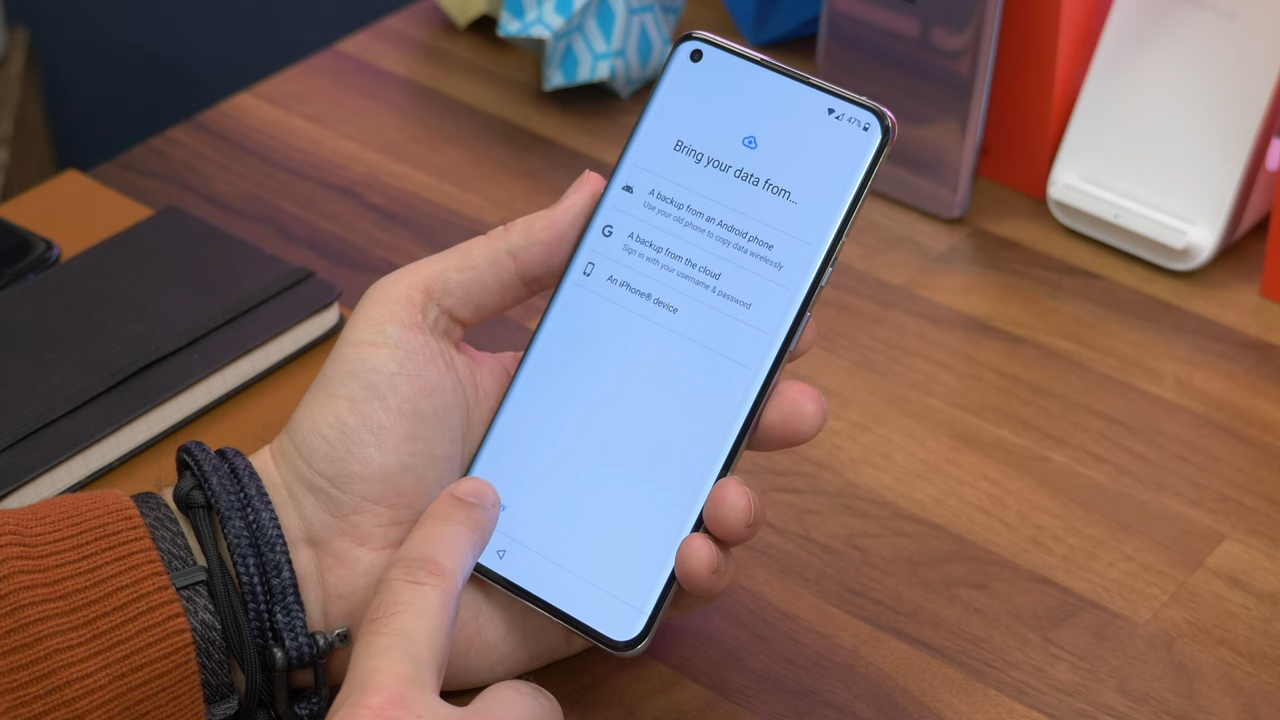 47%
Bring your data from...
A backup from an Android phone
Use your old phone to copy data wirelessly
A backup from the cloud
Sign in with your username & password
An iPhone® device